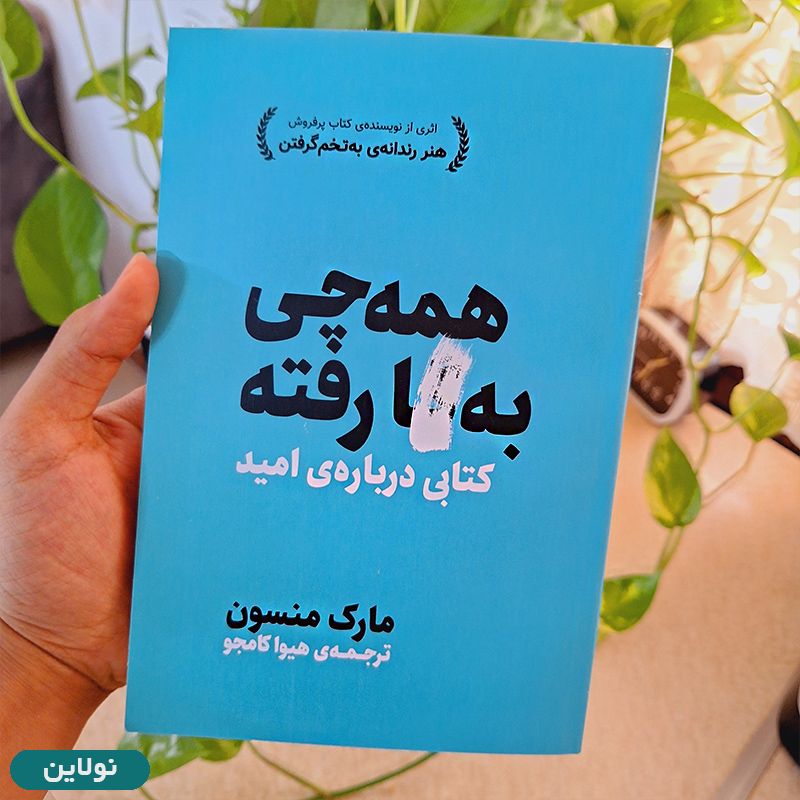 اثری از نویسنده‌ی کتاب پرفروش
هنر رندانه‌ی به‌تخم‌گرفتن
همه‌چی
به‌ ا رفته
کتابی درباره‌ی امید
مارک منسون
ترجمه‌ی هیوا کامجو
نولاین